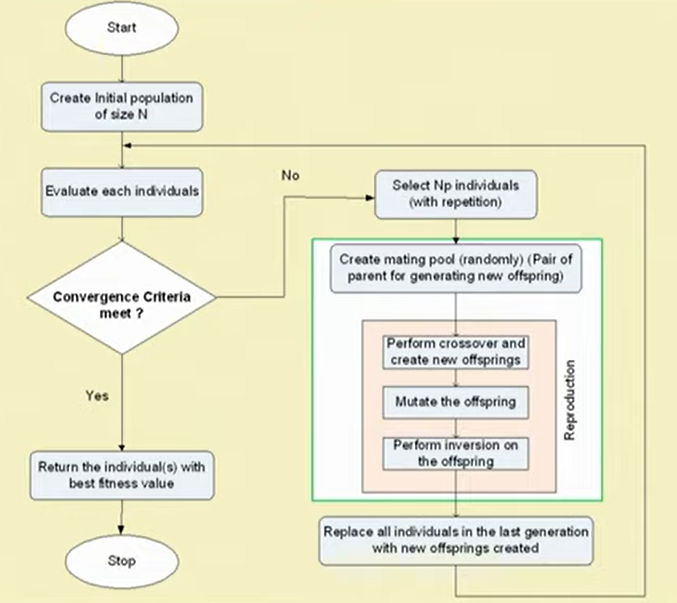 Start
Create Initial population
of size N
Evaluate each individuals
No
Select Np individuals
(with repetition)
Convergence Criteria
meet ?
Create mating pool (randomly) (Pair of
parent for generating new offspring)
Perform crossover and
create new offsprings
Mutate the offspring
Perform inversion on
the offspring
Reproduction
Yes
Return the individual(s) with
best fitness value
Replace all individuals in the last generation
with new offsprings created
Stop